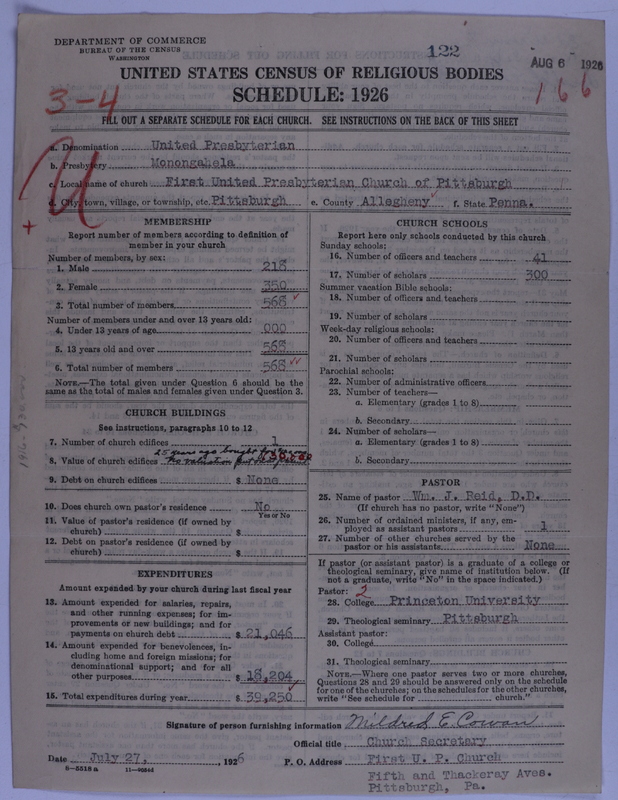 DEPARTMENT OF COMMERCE
BUREAU OF THE CENSUS
WASHINGTON
122
AUG 6 1926
166
UNITED STATES CENSUS OF RELIGIOUS BODIES
SCHEDULE: 1926
3-4
FILL OUT A SEPARATE SCHEDULE FOR EACH CHURCH. SEE INSTRUCTIONS ON THE BACK OF THIS SHEET
a. Denomination United Presbyterian
b. Presbytery Monongahela
c. Local name of church First United Presbyterian Church of Pittsburgh
d. City, town, village, or township, etc. Pittsburgh e. County Allegheny f. State Penna.
MEMBERSHIP
Report number of members according to definition of
member in your church
Number of members, by sex:
1. Male 218
2. Female 350
3. Total number of members 568
Number of members under and over 13 years old:
4. Under 13 years of age 000
5. 13 years old and over 568
6. Total number of members 568
NOTE.—The total given under Question 6 should be the
same as the total of males and females given under Question 3.
CHURCH BUILDINGS
See instructions, paragraphs 10 to 12
7. Number of church edifices 1
25 years ago bought
8. Value of church edifices No valuation
9. Debt on church edifices $ None
10. Does church own pastor's residence No
Yes or No
11. Value of pastor's residence (if owned by
church) $
12. Debt on pastor's residence (if owned by
church) $
EXPENDITURES
Amount expended by your church during last fiscal year
13. Amount expended for salaries, repairs,
and other running expenses; for im-
provements or new buildings; and for
payments on church debt $ 21,046
14. Amount expended for benevolences, in-
cluding home and foreign missions; for
denominational support; and for all
other purposes $ 18,204
15. Total expenditures during year $ 39,250
CHURCH SCHOOLS
Report here only schools conducted by this church
Sunday schools:
16. Number of officers and teachers 41
17. Number of scholars 300
Summer vacation Bible schools:
18. Number of officers and teachers
19. Number of scholars
Week-day religious schools:
20. Number of officers and teachers
21. Number of scholars
Parochial schools:
22. Number of administrative officers
23. Number of teachers—
a. Elementary (grades 1 to 8)
b. Secondary
24. Number of scholars—
a. Elementary (grades 1 to 8)
b. Secondary
PASTOR
25. Name of pastor Wm. J. Reid, D.D.
(If church has no pastor, write "None")
26. Number of ordained ministers, if any, em-
ployed as assistant pastors 1
27. Number of other churches served by the
pastor or his assistants None
If pastor (or assistant pastor) is a graduate of a college or
theological seminary, give name of institution below. (If
not a graduate, write "No" in the space indicated.)
Pastor: 2
28. College Princeton University
29. Theological seminary Pittsburgh
Assistant pastor:
30. College
31. Theological seminary
NOTE.—Where one pastor serves two or more churches,
Questions 28 and 29 should be answered only on the schedule
for one of the churches; on the schedules for the other churches,
write "See schedule for church."
Signature of person furnishing information Mildred E. Cowan
Official title Church Secretary
Date July 27, 1926 P. O. Address First U. P. Church
Fifth and Thackeray Aves.
Pittsburgh, Pa.
8-5518 a